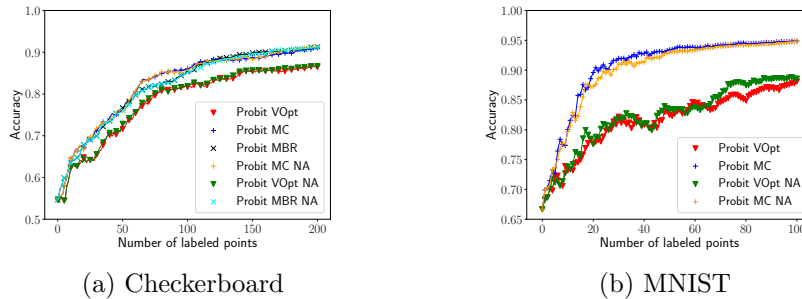 1.0
0.9
0.8
0.7
0.6
0.5
Accuracy
0 50 100 150 200
Number of labeled points
Probit VOpt
Probit MC
Probit MBR
Probit MC NA
Probit VOpt NA
Probit MBR NA
(a) Checkerboard
1.00
0.95
0.90
0.85
0.80
0.75
0.70
0.65
Accuracy
0 20 40 60 80 100
Number of labeled points
Probit VOpt
Probit MC
Probit VOpt NA
Probit MC NA
(b) MNIST